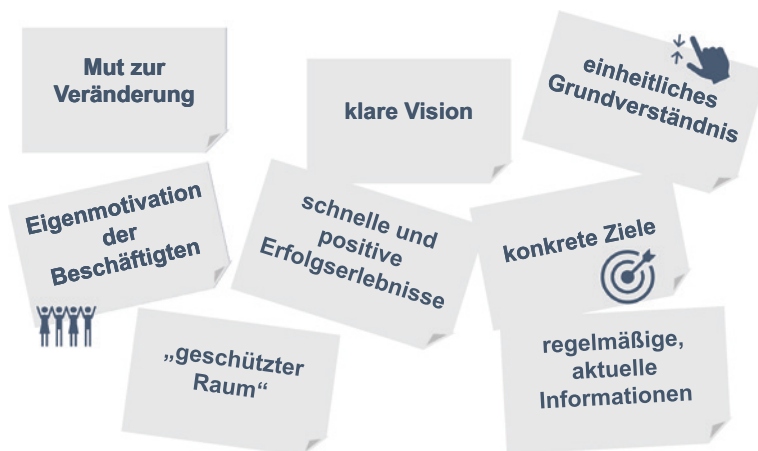 Mut zur
Veränderung
klare Vision
einheitliches
Grundverständnis
Eigenmotivation
der
Beschäftigten
schnelle und
positive
Erfolgserlebnisse
konkrete Ziele
„geschützter
Raum“
regelmäßige,
aktuelle
Informationen